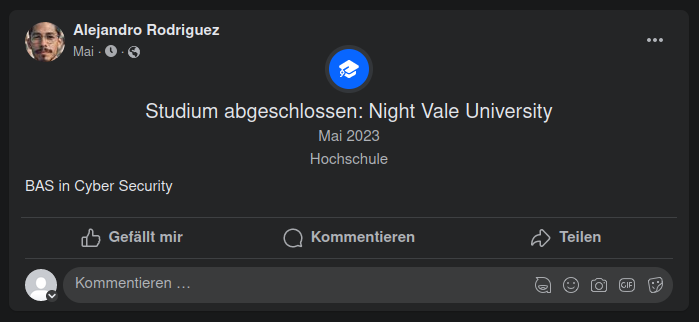 Alejandro Rodriguez
Mai · ·
Studium abgeschlossen: Night Vale University
Mai 2023
Hochschule
BAS in Cyber Security
Gefällt mir
Kommentieren
Teilen
Kommentieren …
GIF